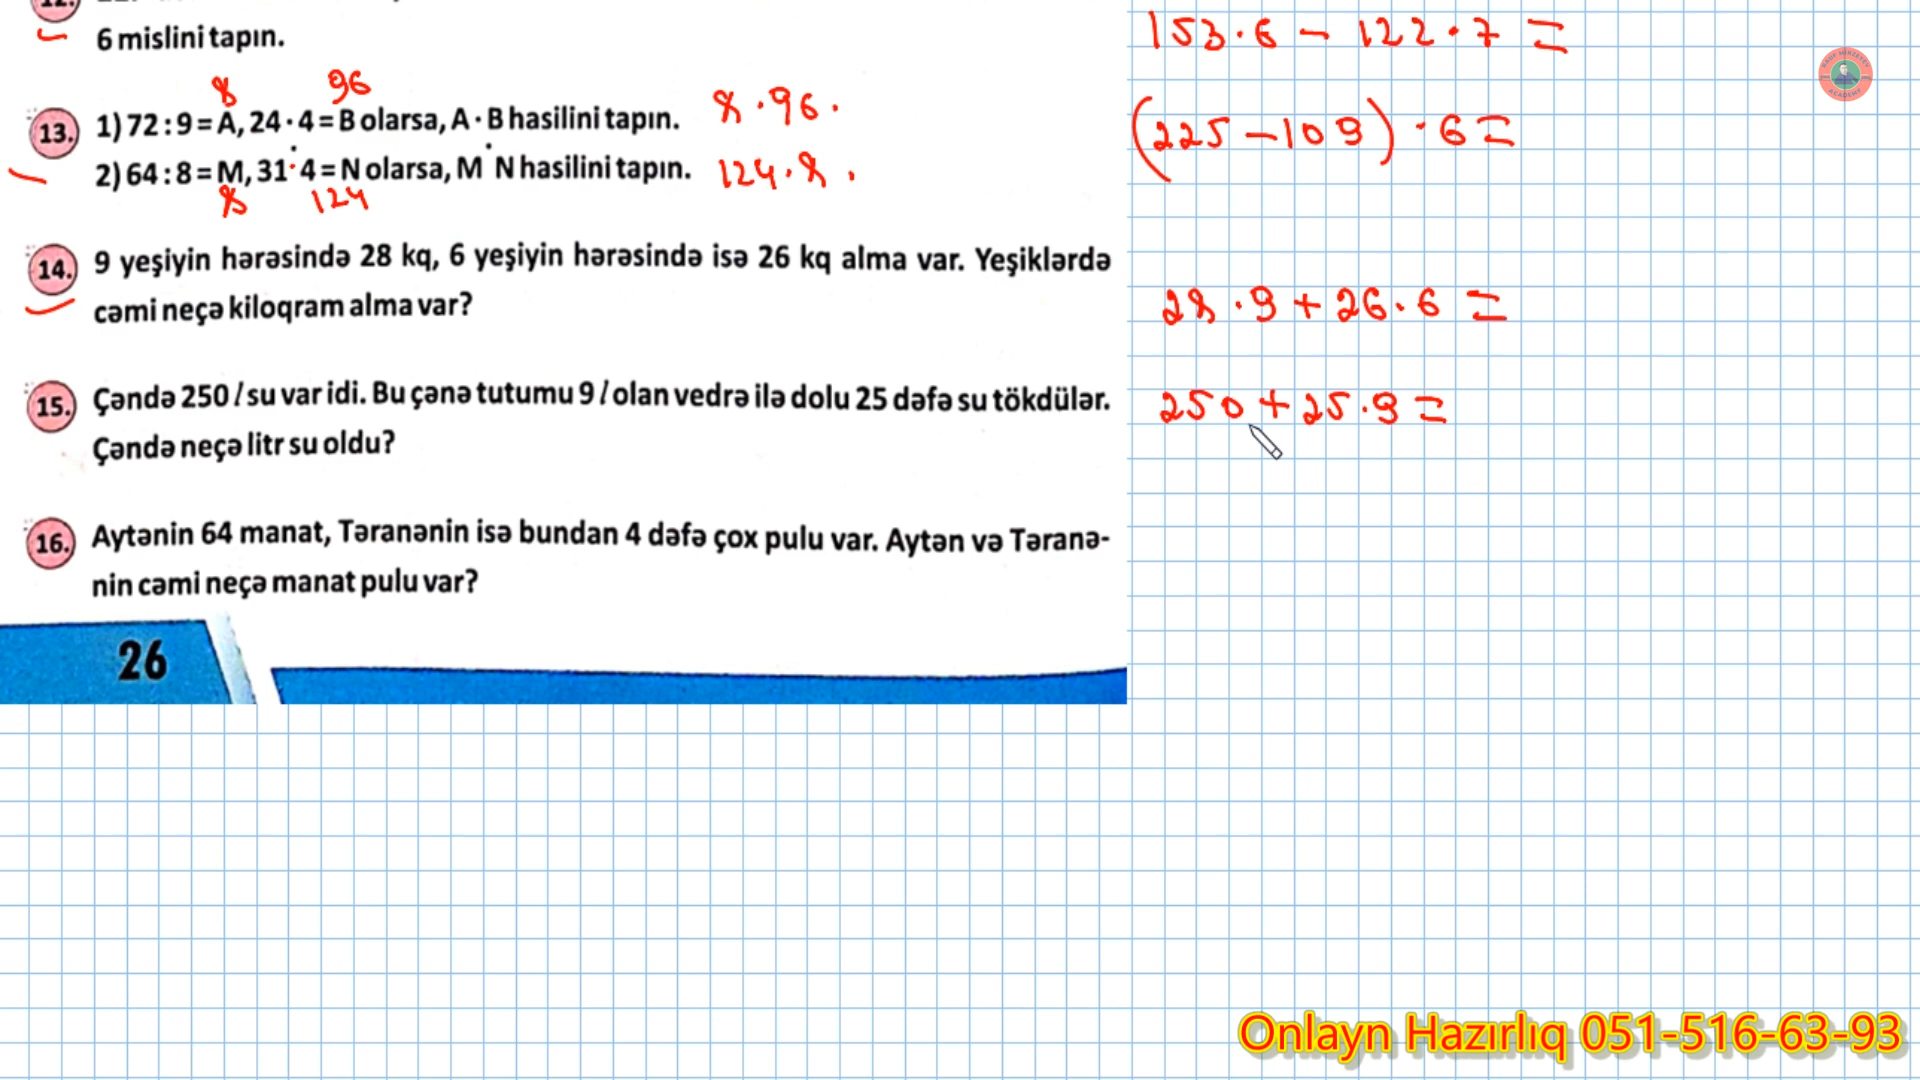 6 mislini tapın.
8 96
13. 1) 72 : 9 = A, 24 · 4 = B olarsa, A · B hasilini tapın. 8 · 96 .
2) 64 : 8 = M, 31 · 4 = N olarsa, M · N hasilini tapın. 124 · 8 .
8 124
14. 9 yeşiyin hərəsində 28 kq, 6 yeşiyin hərəsində isə 26 kq alma var. Yeşiklərdə
cəmi neçə kiloqram alma var?
15. Çəndə 250 l su var idi. Bu çənə tutumu 9 l olan vedrə ilə dolu 25 dəfə su tökdülər.
Çəndə neçə litr su oldu?
16. Aytənin 64 manat, Təranənin isə bundan 4 dəfə çox pulu var. Aytən və Təranə-
nin cəmi neçə manat pulu var?
26
153 · 6 - 122 · 7 =
(225 - 109) · 6 =
28 · 9 + 26 · 6 =
250 + 25 · 9 =
Onlayn Hazırlıq 051-516-63-93